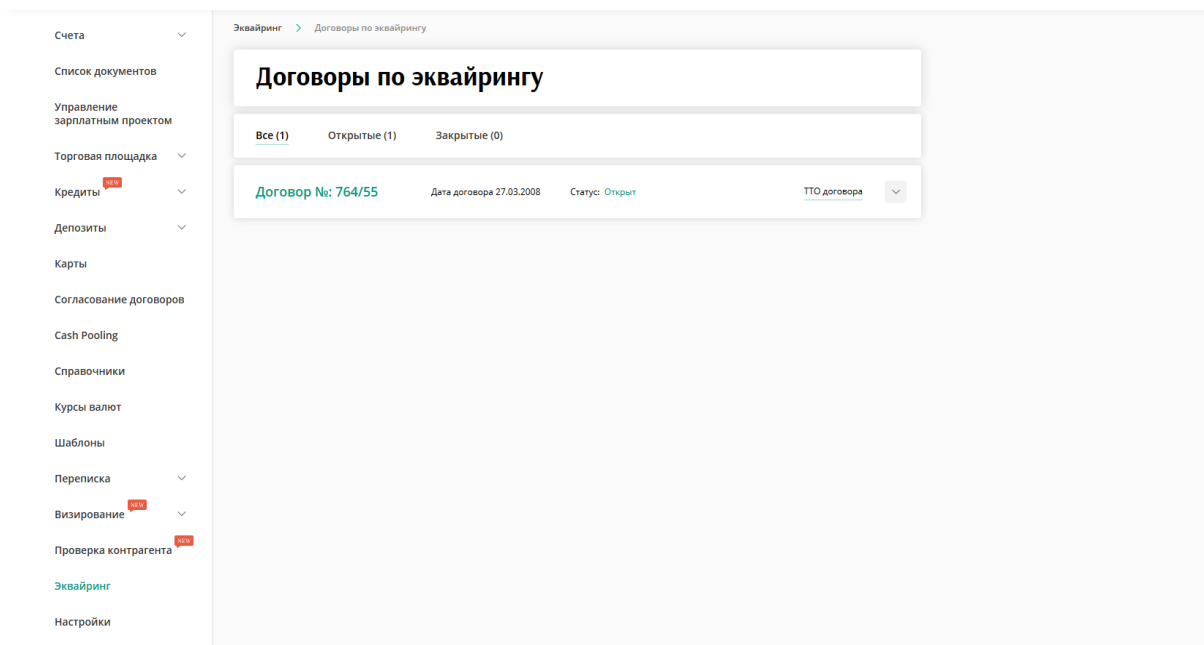 Счета
Список документов
Управление
зарплатным проектом
Торговая площадка
Кредиты NEW
Депозиты
Карты
Согласование договоров
Cash Pooling
Справочники
Курсы валют
Шаблоны
Переписка
Визирование NEW
Проверка контрагента NEW
Эквайринг
Настройки
Эквайринг > Договоры по эквайрингу
Договоры по эквайрингу
Все (1) Открытые (1) Закрытые (0)
Договор №: 764/55 Дата договора 27.03.2008 Статус: Открыт ТТО договора